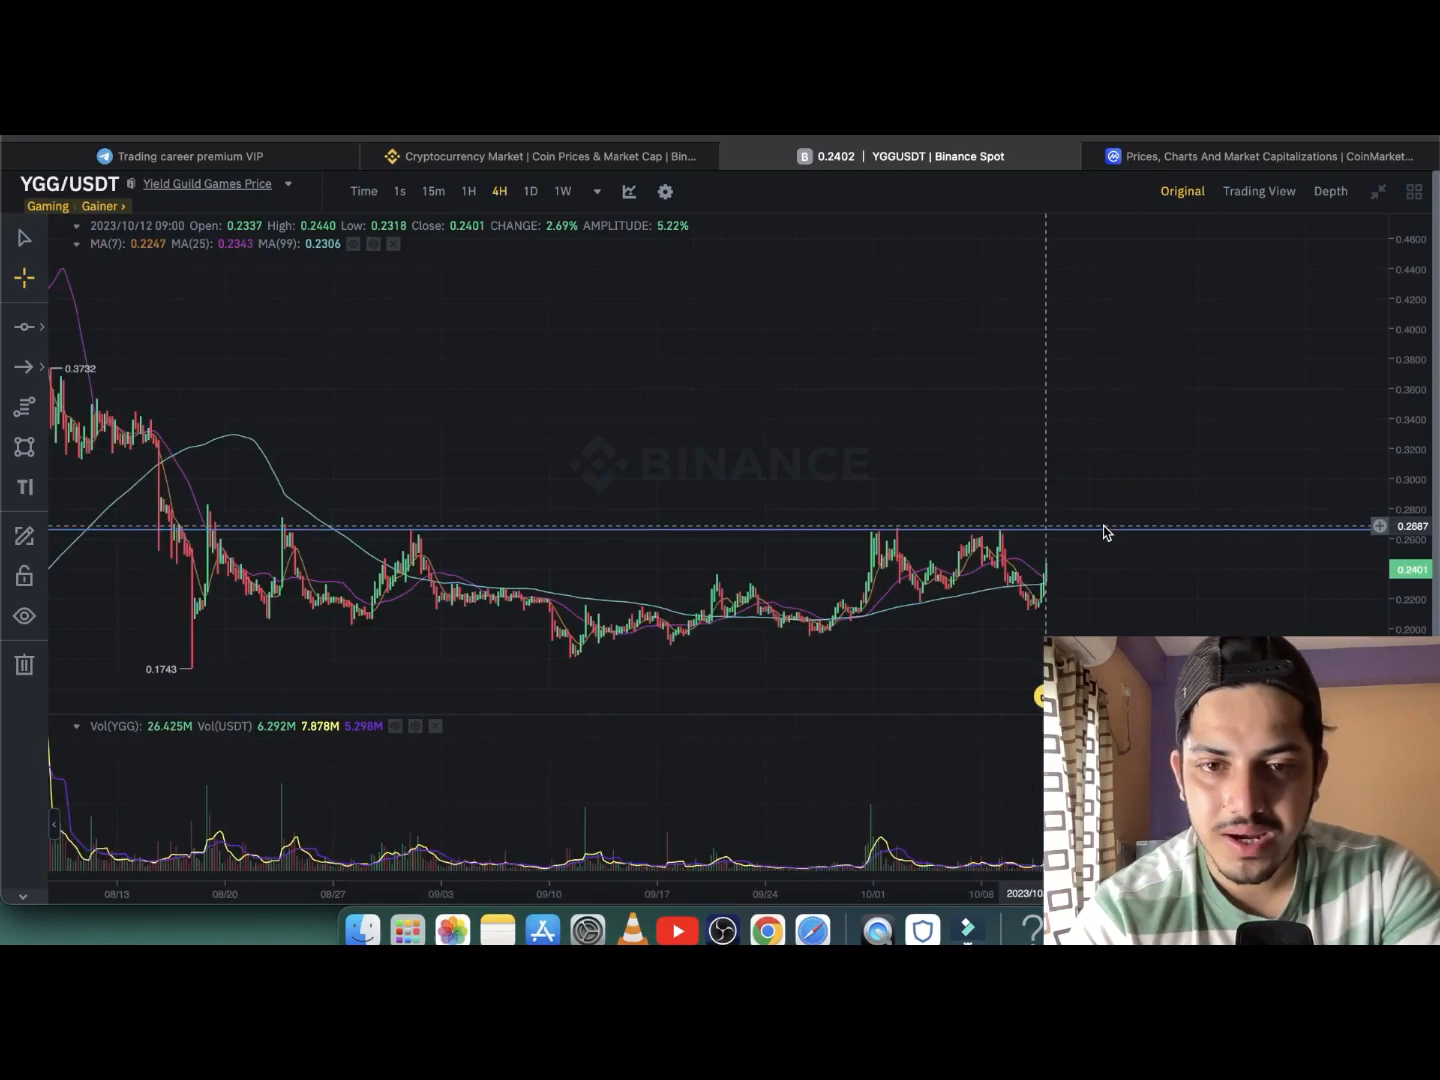 Trading career premium VIP
Cryptocurrency Market | Coin Prices & Market Cap | Bin...
B 0.2402 | YGGUSDT | Binance Spot
Prices, Charts And Market Capitalizations | CoinMarket...
YGG/USDT Yield Guild Games Price
Time 1s 15m 1H 4H 1D 1W
Original Trading View Depth
Gaming Gainer ›
2023/10/12 09:00 Open: 0.2337 High: 0.2440 Low: 0.2318 Close: 0.2401 CHANGE: 2.69% AMPLITUDE: 5.22%
MA(7): 0.2247 MA(25): 0.2343 MA(99): 0.2306
0.4600
0.4400
0.4200
0.4000
0.3800
0.3732
0.3600
0.3400
0.3200
BINANCE
0.3000
0.2800
0.2687
0.2600
0.2401
0.2200
0.2000
0.1743
TI
Vol(YGG): 26.425M Vol(USDT) 6.292M 7.878M 5.298M
08/13 08/20 08/27 09/03 09/10 09/17 09/24 10/01 10/08 2023/10